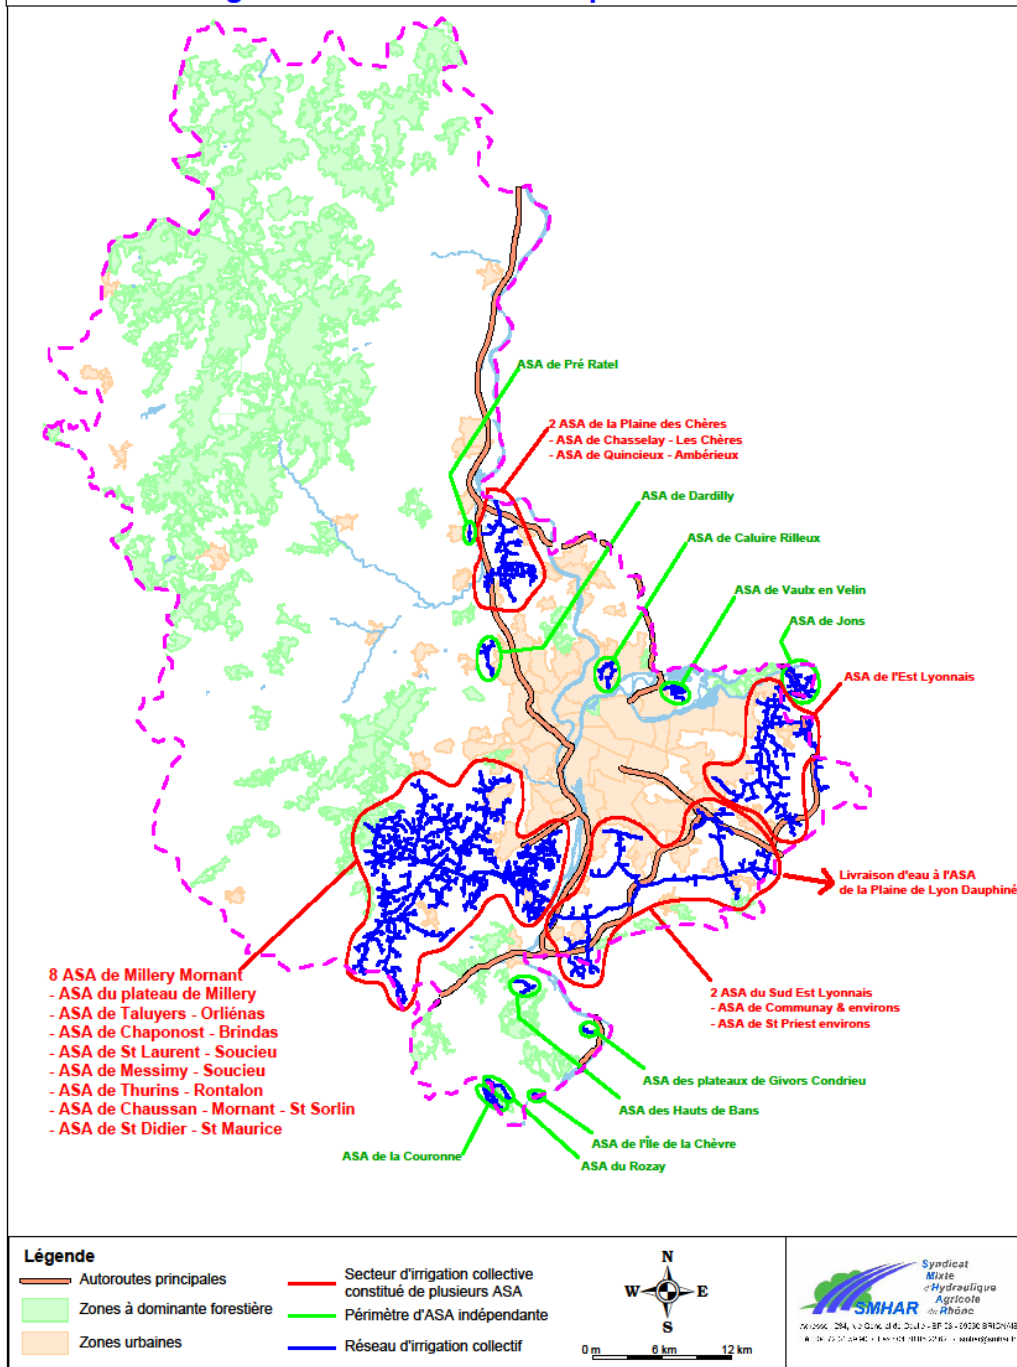 ASA de Pré Ratel
2 ASA de la Plaine des Chères
- ASA de Chasselay - Les Chères
- ASA de Quincieux - Ambérieux
ASA de Dardilly
ASA de Caluire Rilleux
ASA de Vaulx en Velin
ASA de Jons
ASA de l'Est Lyonnais
Livraison d'eau à l'ASA
de la Plaine de Lyon Dauphiné
8 ASA de Millery Mornant
- ASA du plateau de Millery
- ASA de Taluyers - Orliénas
- ASA de Chaponost - Brindas
- ASA de St Laurent - Soucieu
- ASA de Messimy - Soucieu
- ASA de Thurins - Rontalon
- ASA de Chaussan - Mornant - St Sorlin
- ASA de St Didier - St Maurice
2 ASA du Sud Est Lyonnais
- ASA de Communay & environs
- ASA de St Priest environs
ASA des plateaux de Givors Condrieu
ASA des Hauts de Bans
ASA de l'Île de la Chèvre
ASA de la Couronne
ASA du Rozay
Légende
Autoroutes principales
Zones à dominante forestière
Zones urbaines
Secteur d'irrigation collective
constitué de plusieurs ASA
Périmètre d'ASA indépendante
Réseau d'irrigation collectif
N
W E
S
0 m 6 km 12 km
Syndicat
Mixte
d'Hydraulique
Agricole
du Rhône
SMHAR